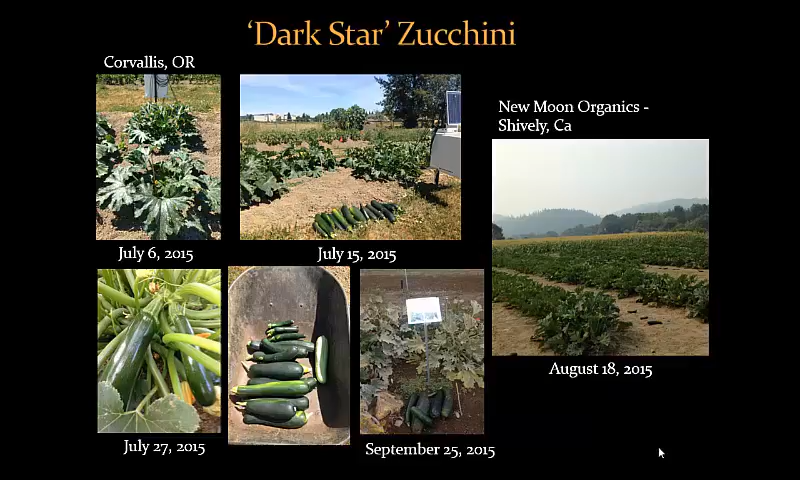 ‘Dark Star’ Zucchini
Corvallis, OR
New Moon Organics -
Shively, Ca
July 6, 2015
July 15, 2015
August 18, 2015
July 27, 2015
September 25, 2015